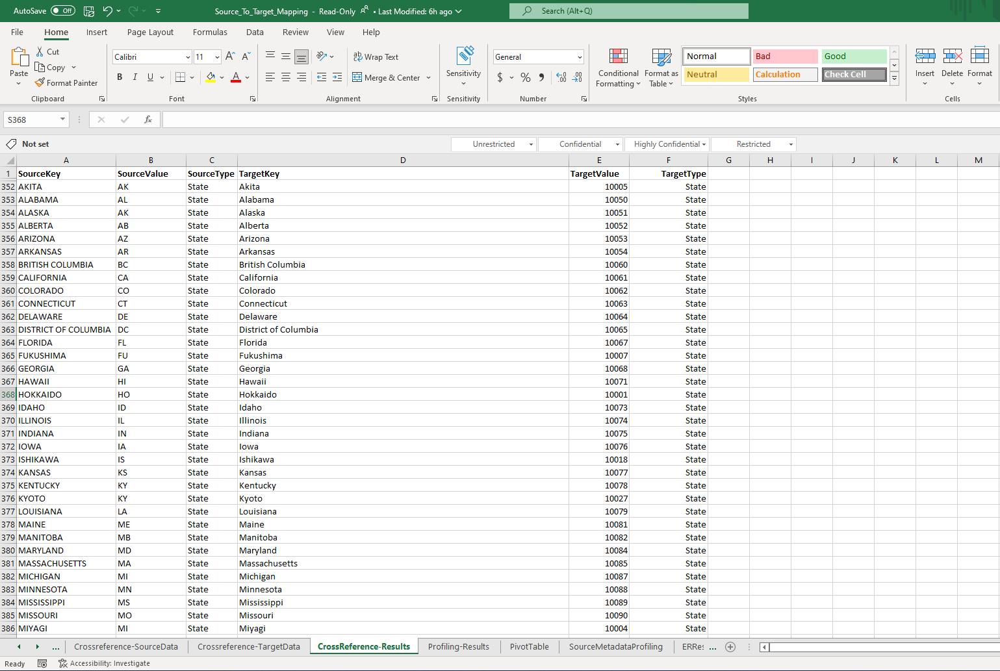 AutoSave Off Source_To_Target_Mapping - Read-Only • Last Modified: 6h ago Search (Alt+Q)
File Home Insert Page Layout Formulas Data Review View Help
Paste Cut Copy Format Painter Clipboard
Calibri 11 B I U A Font
ab Wrap Text Merge & Center Alignment
Sensitivity Sensitivity
General $ % Number
Conditional Formatting Format as Table Normal Bad Good Neutral Calculation Check Cell Styles
Insert Delete Format Cells
S368 fx
Not set Unrestricted Confidential Highly Confidential Restricted
A B C D E F G H I J K L M
1 SourceKey SourceValue SourceType TargetKey TargetValue TargetType
352 AKITA AK State Akita 10005 State
353 ALABAMA AL State Alabama 10050 State
354 ALASKA AK State Alaska 10051 State
355 ALBERTA AB State Alberta 10052 State
356 ARIZONA AZ State Arizona 10053 State
357 ARKANSAS AR State Arkansas 10054 State
358 BRITISH COLUMBIA BC State British Columbia 10060 State
359 CALIFORNIA CA State California 10061 State
360 COLORADO CO State Colorado 10062 State
361 CONNECTICUT CT State Connecticut 10063 State
362 DELAWARE DE State Delaware 10064 State
363 DISTRICT OF COLUMBIA DC State District of Columbia 10065 State
364 FLORIDA FL State Florida 10067 State
365 FUKUSHIMA FU State Fukushima 10007 State
366 GEORGIA GA State Georgia 10068 State
367 HAWAII HI State Hawaii 10071 State
368 HOKKAIDO HO State Hokkaido 10001 State
369 IDAHO ID State Idaho 10073 State
370 ILLINOIS IL State Illinois 10074 State
371 INDIANA IN State Indiana 10075 State
372 IOWA IA State Iowa 10076 State
373 ISHIKAWA IS State Ishikawa 10018 State
374 KANSAS KS State Kansas 10077 State
375 KENTUCKY KY State Kentucky 10078 State
376 KYOTO KY State Kyoto 10027 State
377 LOUISIANA LA State Louisiana 10079 State
378 MAINE ME State Maine 10081 State
379 MANITOBA MB State Manitoba 10082 State
380 MARYLAND MD State Maryland 10084 State
381 MASSACHUSETTS MA State Massachusetts 10085 State
382 MICHIGAN MI State Michigan 10087 State
383 MINNESOTA MN State Minnesota 10088 State
384 MISSISSIPPI MS State Mississippi 10089 State
385 MISSOURI MO State Missouri 10090 State
386 MIYAGI MI State Miyagi 10004 State
... Crossreference-SourceData Crossreference-TargetData CrossReference-Results Profiling-Results PivotTable SourceMetadataProfiling ERRes ...
Ready Accessibility: Investigate